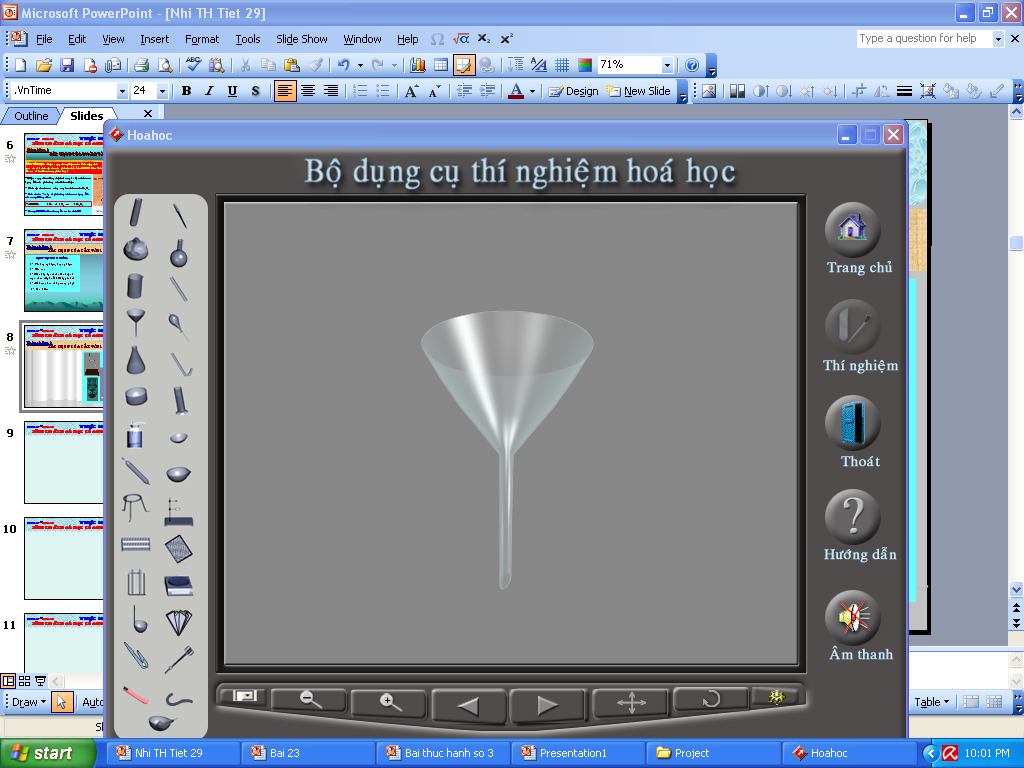 Microsoft PowerPoint - [Nhi TH Tiet 29]
File Edit View Insert Format Tools Slide Show Window Help
Type a question for help
71%
.VnTime 24 B I U S Design New Slide
Outline Slides
6
7
8
9
10
11
Hoahoc
Bộ dụng cụ thí nghiệm hoá học
Trang chủ
Thí nghiệm
Thoát
Hướng dẫn
Âm thanh
Draw
Table
start Nhi TH Tiet 29 Bai 23 Bai thuc hanh so 3 Presentation1 Project Hoahoc 10:01 PM